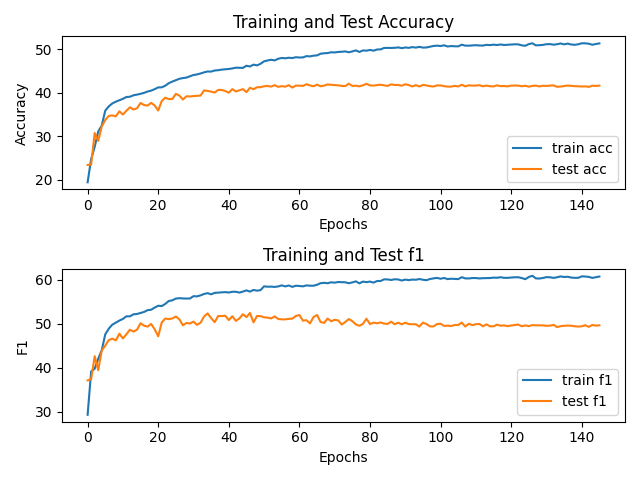 Training and Test Accuracy
Accuracy
50
40
30
20
train acc
test acc
0 20 40 60 80 100 120 140
Epochs
Training and Test f1
F1
60
50
40
30
train f1
test f1
0 20 40 60 80 100 120 140
Epochs